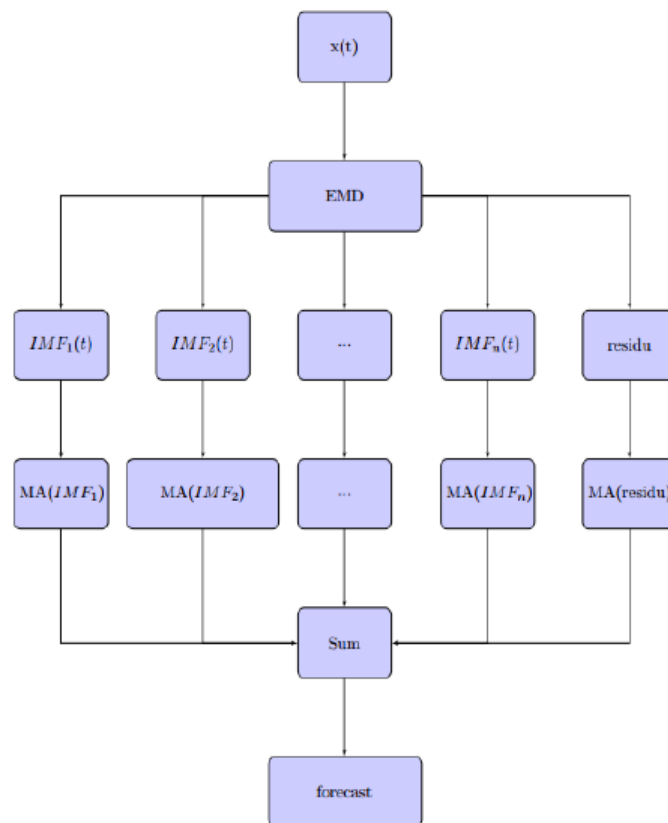 x(t)
EMD
IMF₁(t) IMF₂(t) ... IMFₙ(t) residu
MA(IMF₁) MA(IMF₂) ... MA(IMFₙ) MA(residu)
Sum
forecast